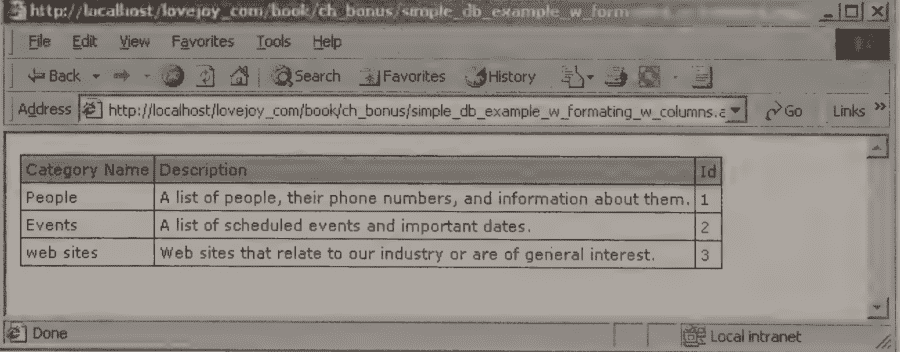 http://localhost/lovejoy_com/book/ch_bonus/simple_db_example_w_form
File Edit View Favorites Tools Help
Back Search Favorites History
Address http://localhost/lovejoy_com/book/ch_bonus/simple_db_example_w_formating_w_columns.a Go Links »
Category Name Description Id
People A list of people, their phone numbers, and information about them. 1
Events A list of scheduled events and important dates. 2
web sites Web sites that relate to our industry or are of general interest. 3
Done Local intranet